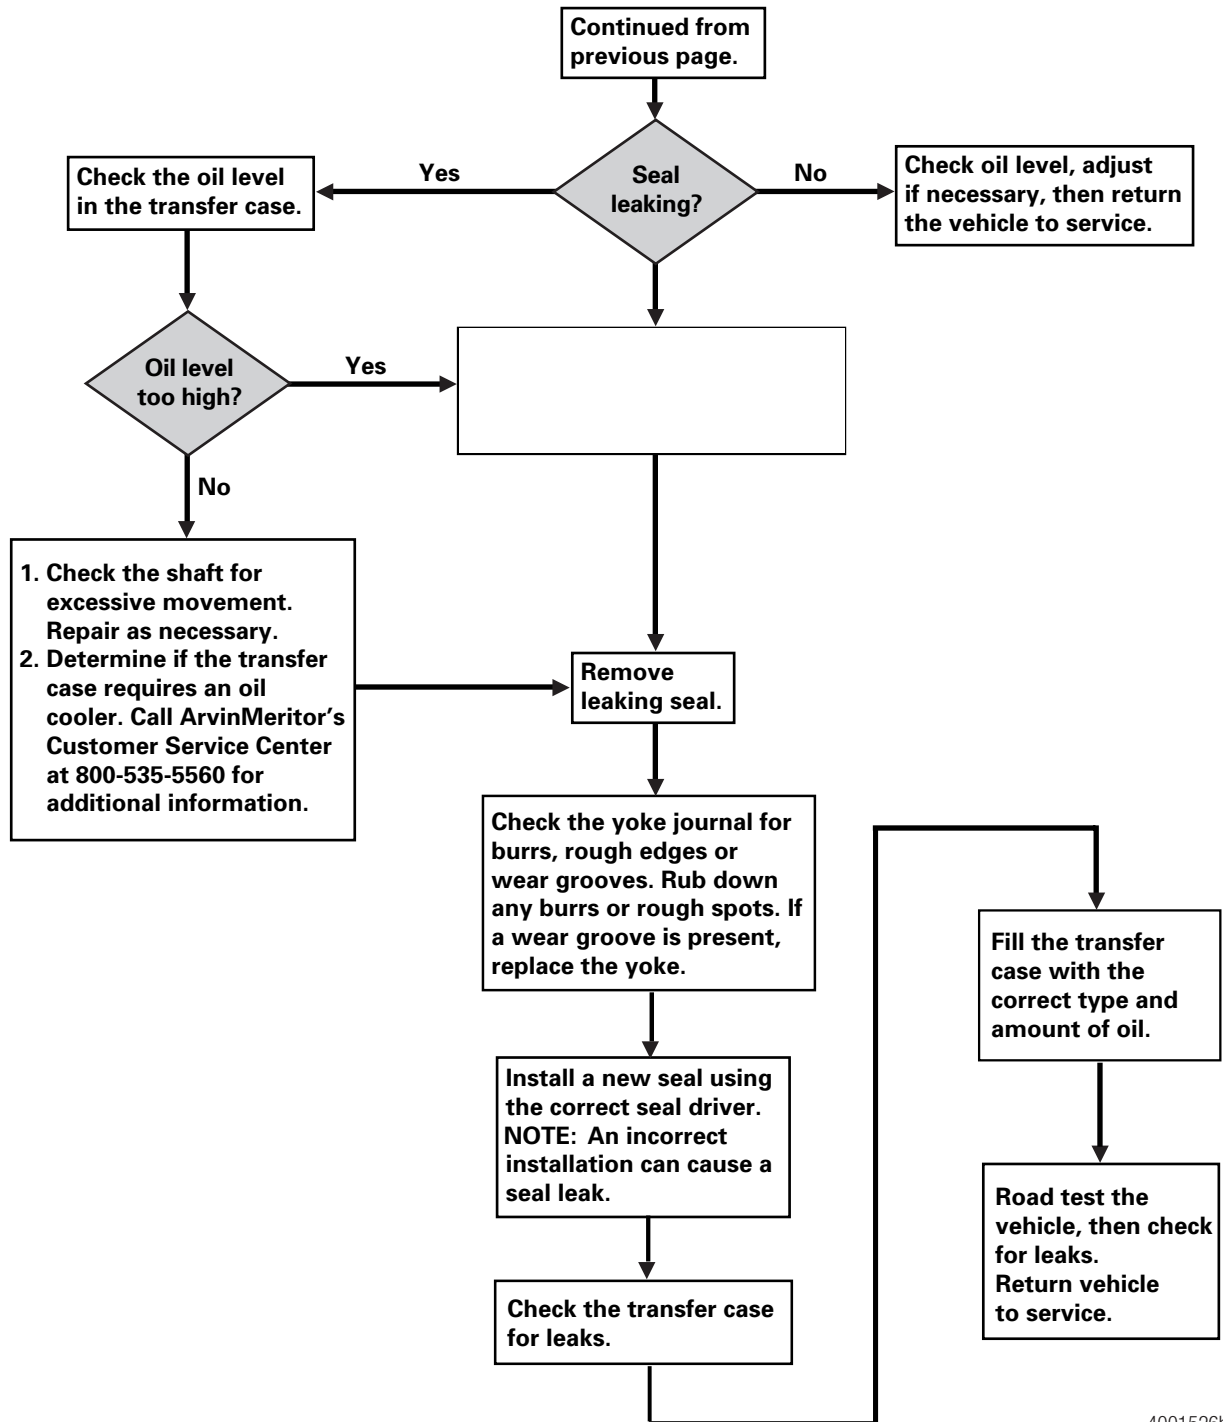 Continued from
previous page.
Seal
leaking?
Yes
No
Check the oil level
in the transfer case.
Check oil level, adjust
if necessary, then return
the vehicle to service.
Oil level
too high?
Yes
No
1. Check the shaft for
excessive movement.
Repair as necessary.
2. Determine if the transfer
case requires an oil
cooler. Call ArvinMeritor's
Customer Service Center
at 800-535-5560 for
additional information.
Remove
leaking seal.
Check the yoke journal for
burrs, rough edges or
wear grooves. Rub down
any burrs or rough spots. If
a wear groove is present,
replace the yoke.
Install a new seal using
the correct seal driver.
NOTE: An incorrect
installation can cause a
seal leak.
Check the transfer case
for leaks.
Fill the transfer
case with the
correct type and
amount of oil.
Road test the
vehicle, then check
for leaks.
Return vehicle
to service.